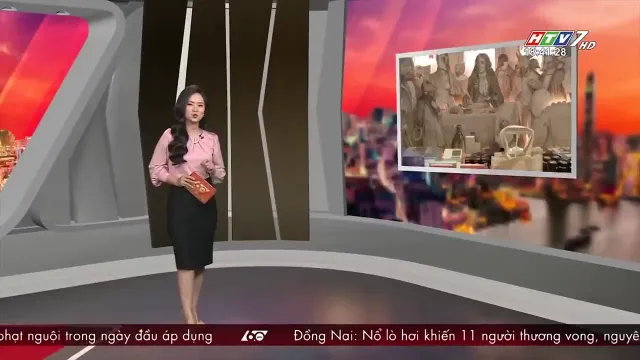 HTV7 HD
18:41:28
phạt nguội trong ngày đầu áp dụng 60 Đồng Nai: Nổ lò hơi khiến 11 người thương vong, nguyê